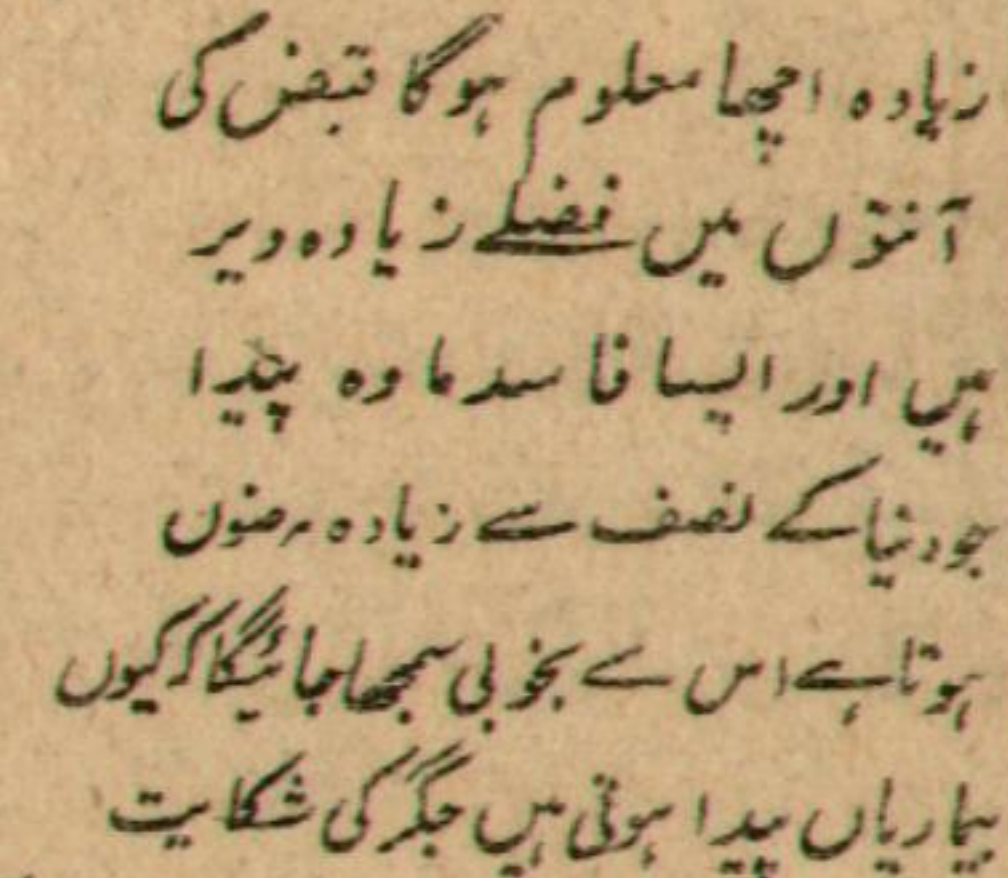 زیادہ اچھا معلوم ہوگا قبض کی
آنتوں میں فضلے زیادہ دیر
ہیں اور ایسا فاسد مادہ پیدا
جو دنیا کے نصف سے زیادہ مرضوں
ہوتا ہے اس سے بخوبی سمجھا جائیگا کہ کیوں
بیماریاں پیدا ہوتی ہیں جگر کی شکایت